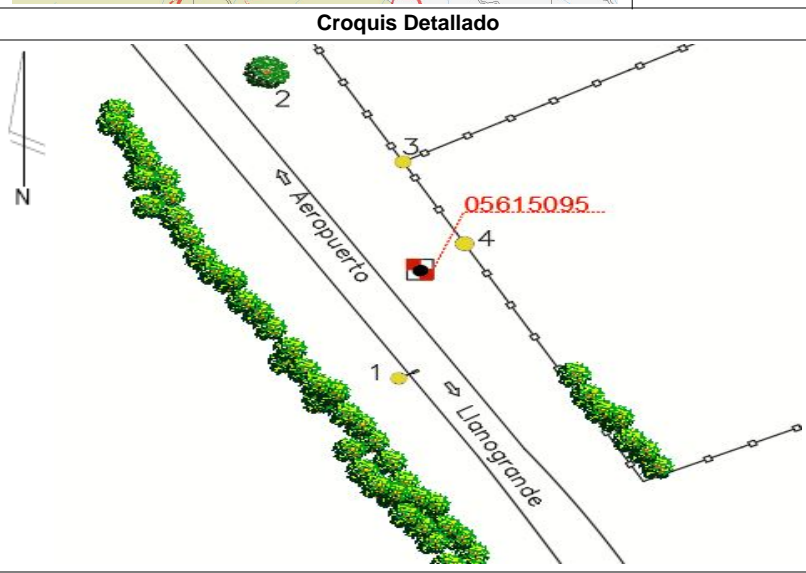 Croquis Detallado
2
3
N
05615095
4
⇦ Aeropuerto
1
⇨ Llanogrande